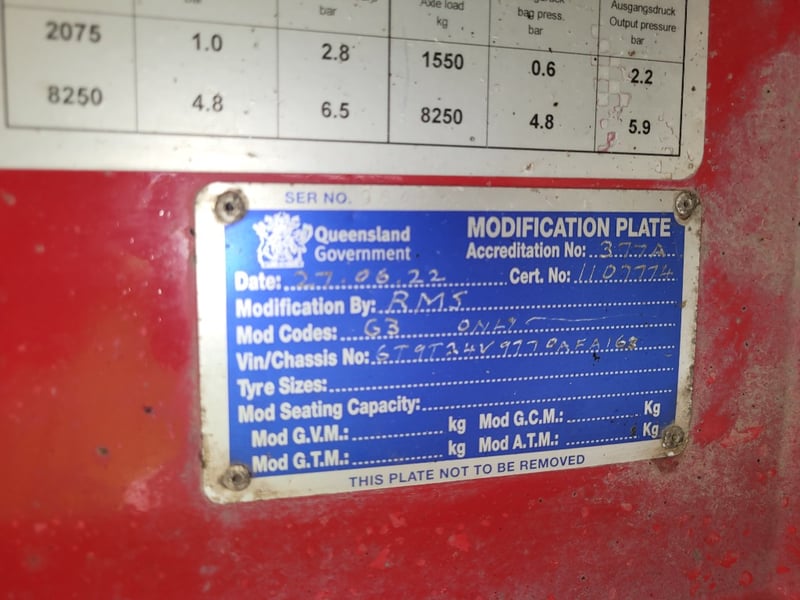 bar bar Axle load bag press. Ausgangsdruck
kg bar Output pressure
bar
2075 1.0 2.8 1550 0.6 2.2
8250 4.8 6.5 8250 4.8 5.9
SER NO.
Queensland Government
MODIFICATION PLATE
Accreditation No: 377A
Date: 27.06.22 Cert. No: 1107774
Modification By: RMS
Mod Codes: G3 ONLY
Vin/Chassis No:
Tyre Sizes:
Mod Seating Capacity:
Mod G.V.M.: kg Mod G.C.M.: Kg
Mod G.T.M.: kg Mod A.T.M.: Kg
THIS PLATE NOT TO BE REMOVED